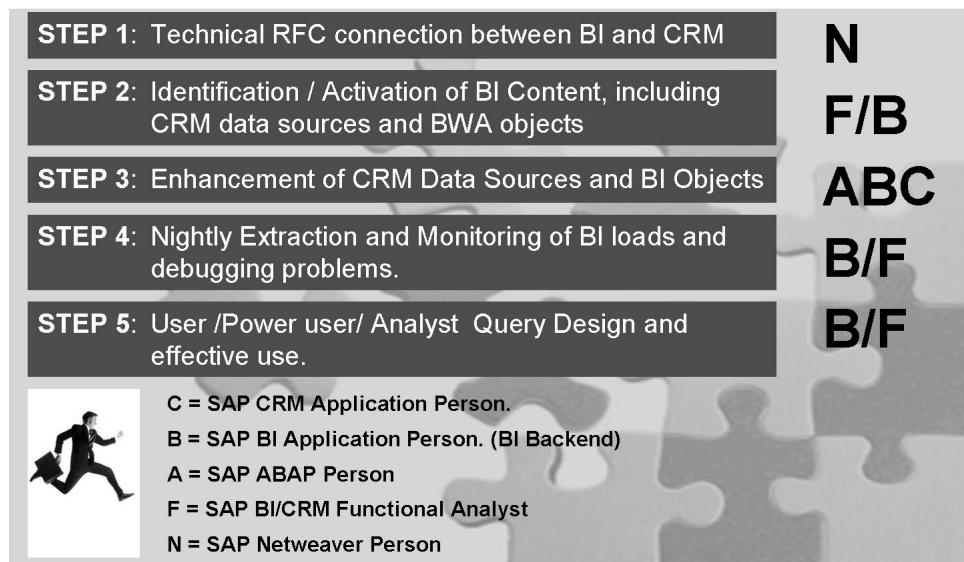 STEP 1: Technical RFC connection between BI and CRM
N
STEP 2: Identification / Activation of BI Content, including
CRM data sources and BWA objects
F/B
STEP 3: Enhancement of CRM Data Sources and BI Objects
ABC
STEP 4: Nightly Extraction and Monitoring of BI loads and
debugging problems.
B/F
STEP 5: User /Power user/ Analyst Query Design and
effective use.
B/F
C = SAP CRM Application Person.
B = SAP BI Application Person. (BI Backend)
A = SAP ABAP Person
F = SAP BI/CRM Functional Analyst
N = SAP Netweaver Person